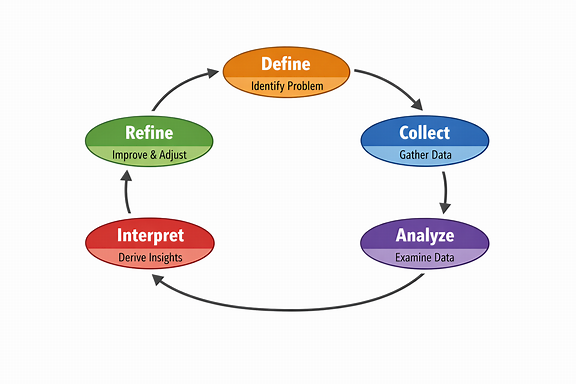 Define
Identify Problem
Collect
Gather Data
Analyze
Examine Data
Interpret
Derive Insights
Refine
Improve & Adjust